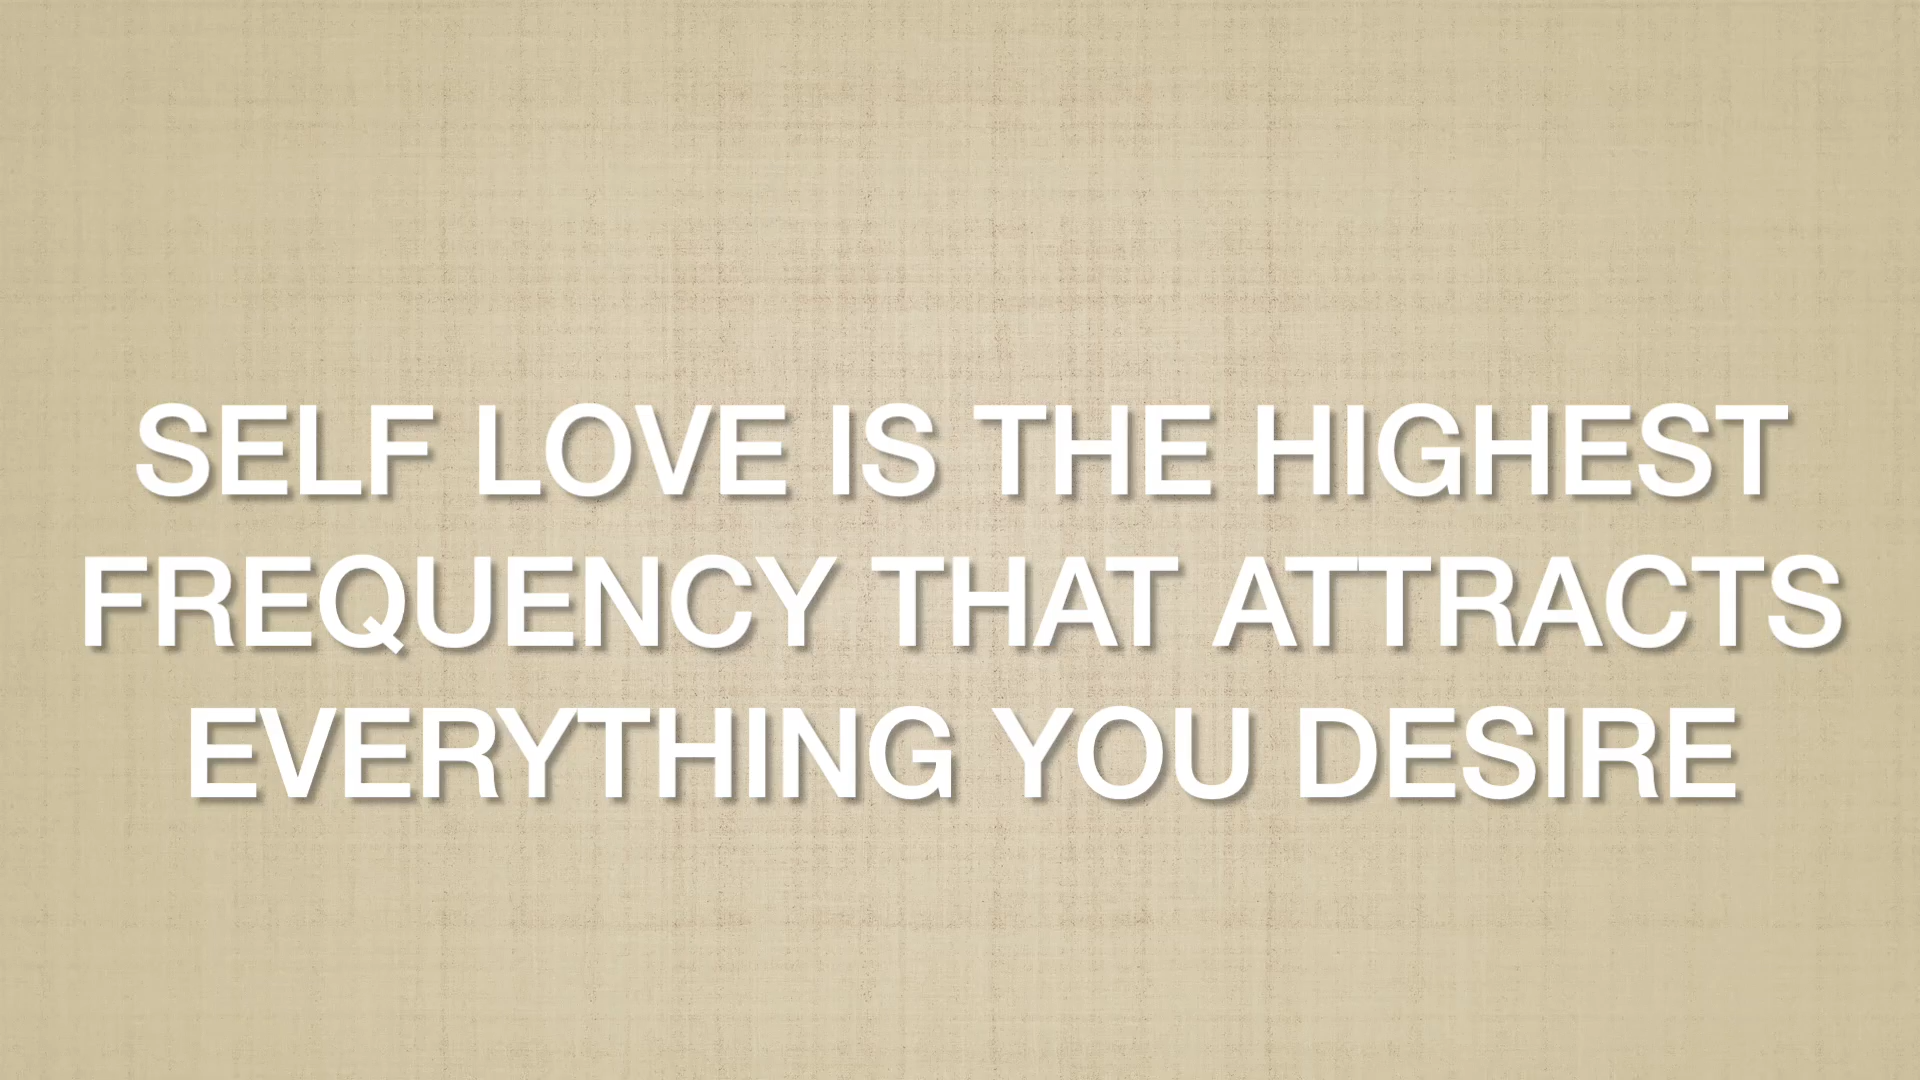 SELF LOVE IS THE HIGHEST
FREQUENCY THAT ATTRACTS
EVERYTHING YOU DESIRE